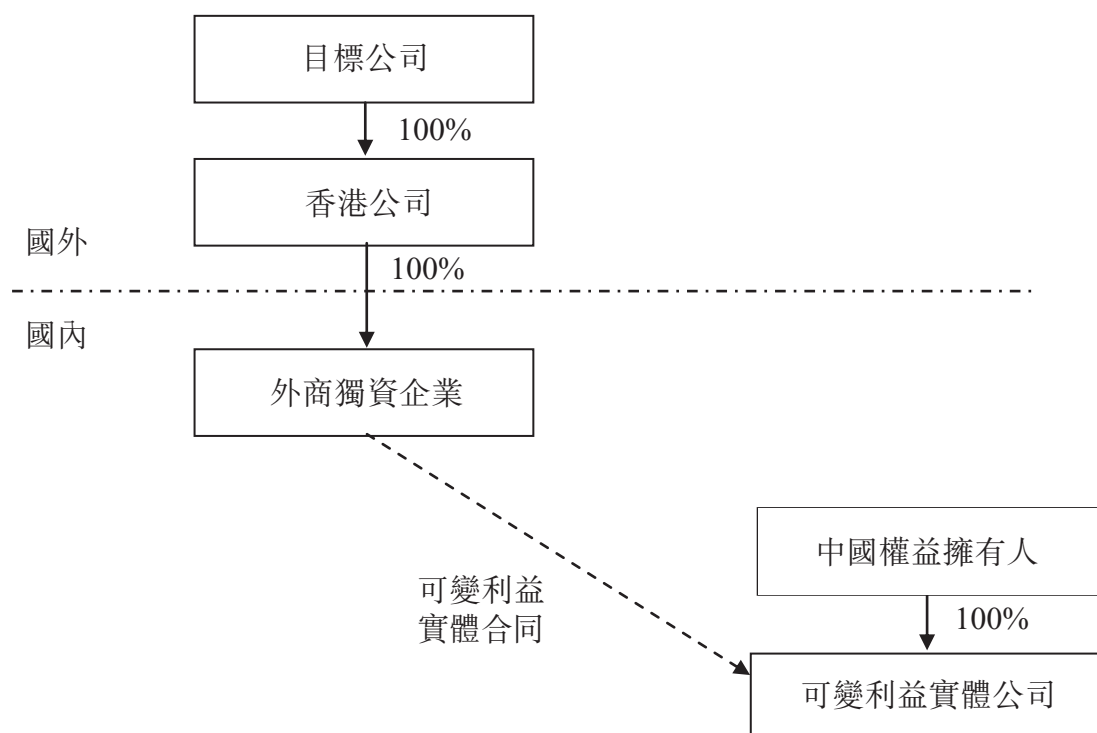 目標公司
100%
香港公司
國外
100%
國內
外商獨資企業
中國權益擁有人
可變利益
實體合同
100%
可變利益實體公司